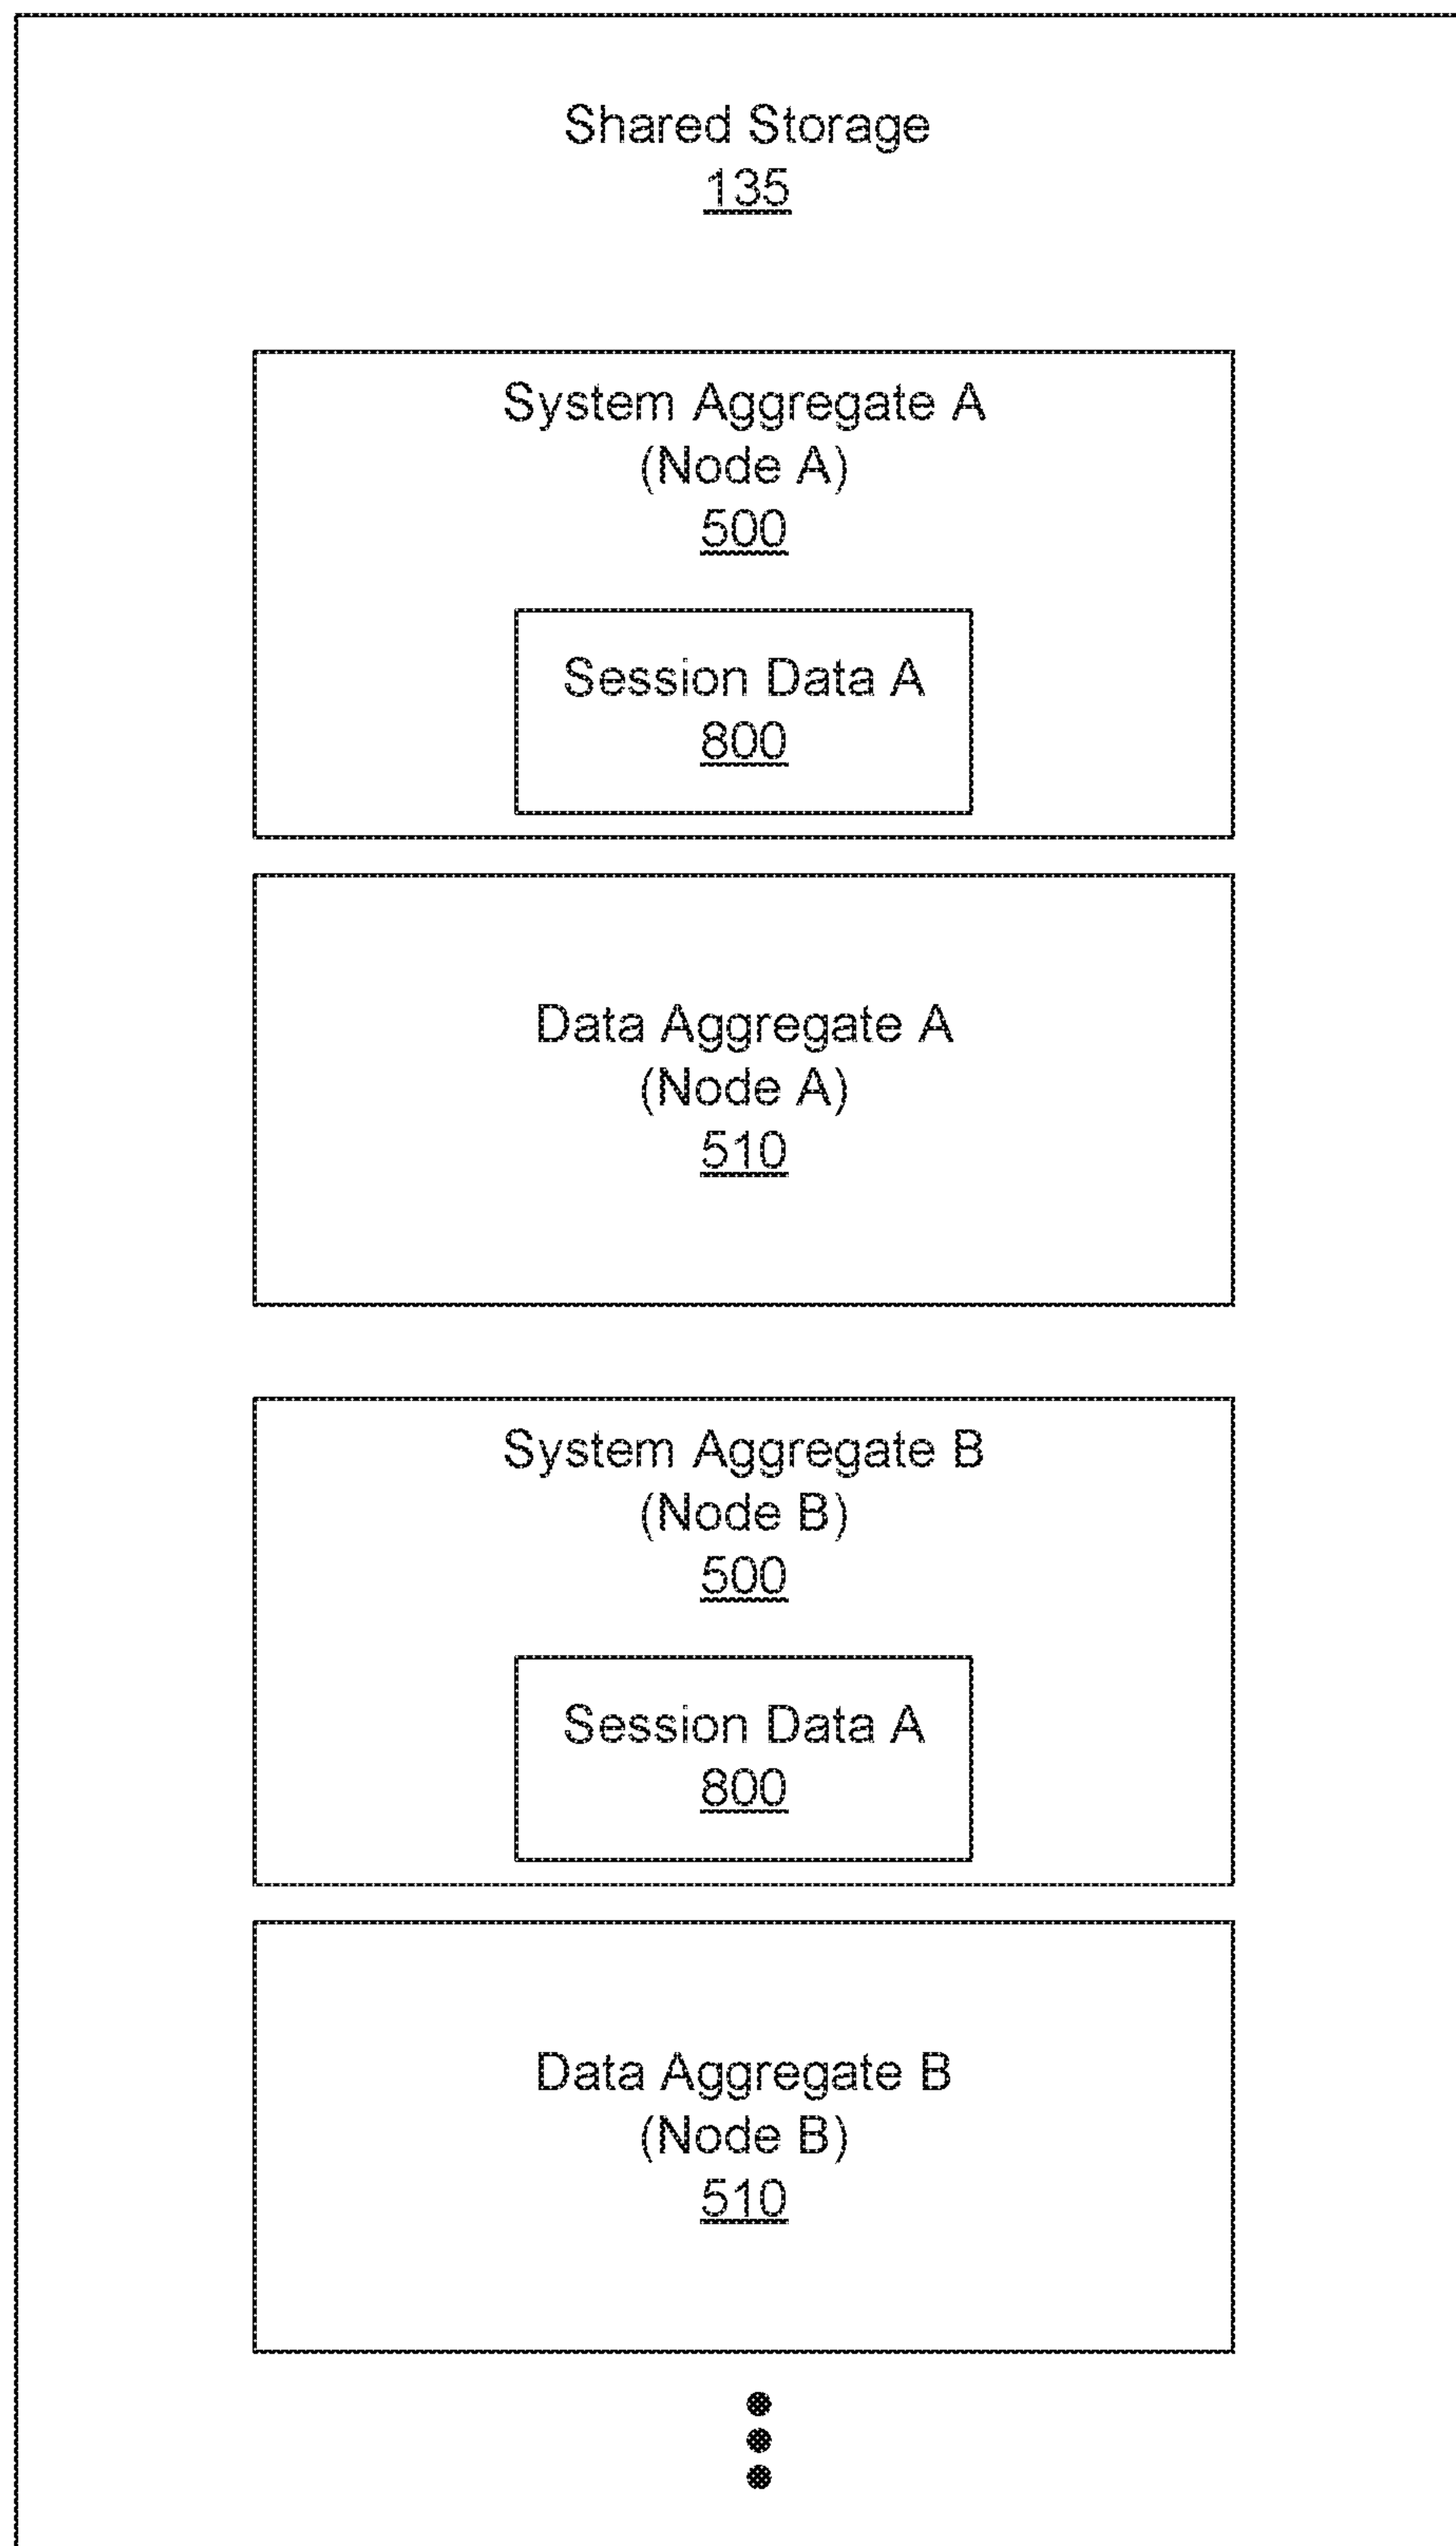 Shared Storage
135
System Aggregate A
(Node A)
500
Session Data A
800
Data Aggregate A
(Node A)
510
System Aggregate B
(Node B)
500
Session Data A
800
Data Aggregate B
(Node B)
510